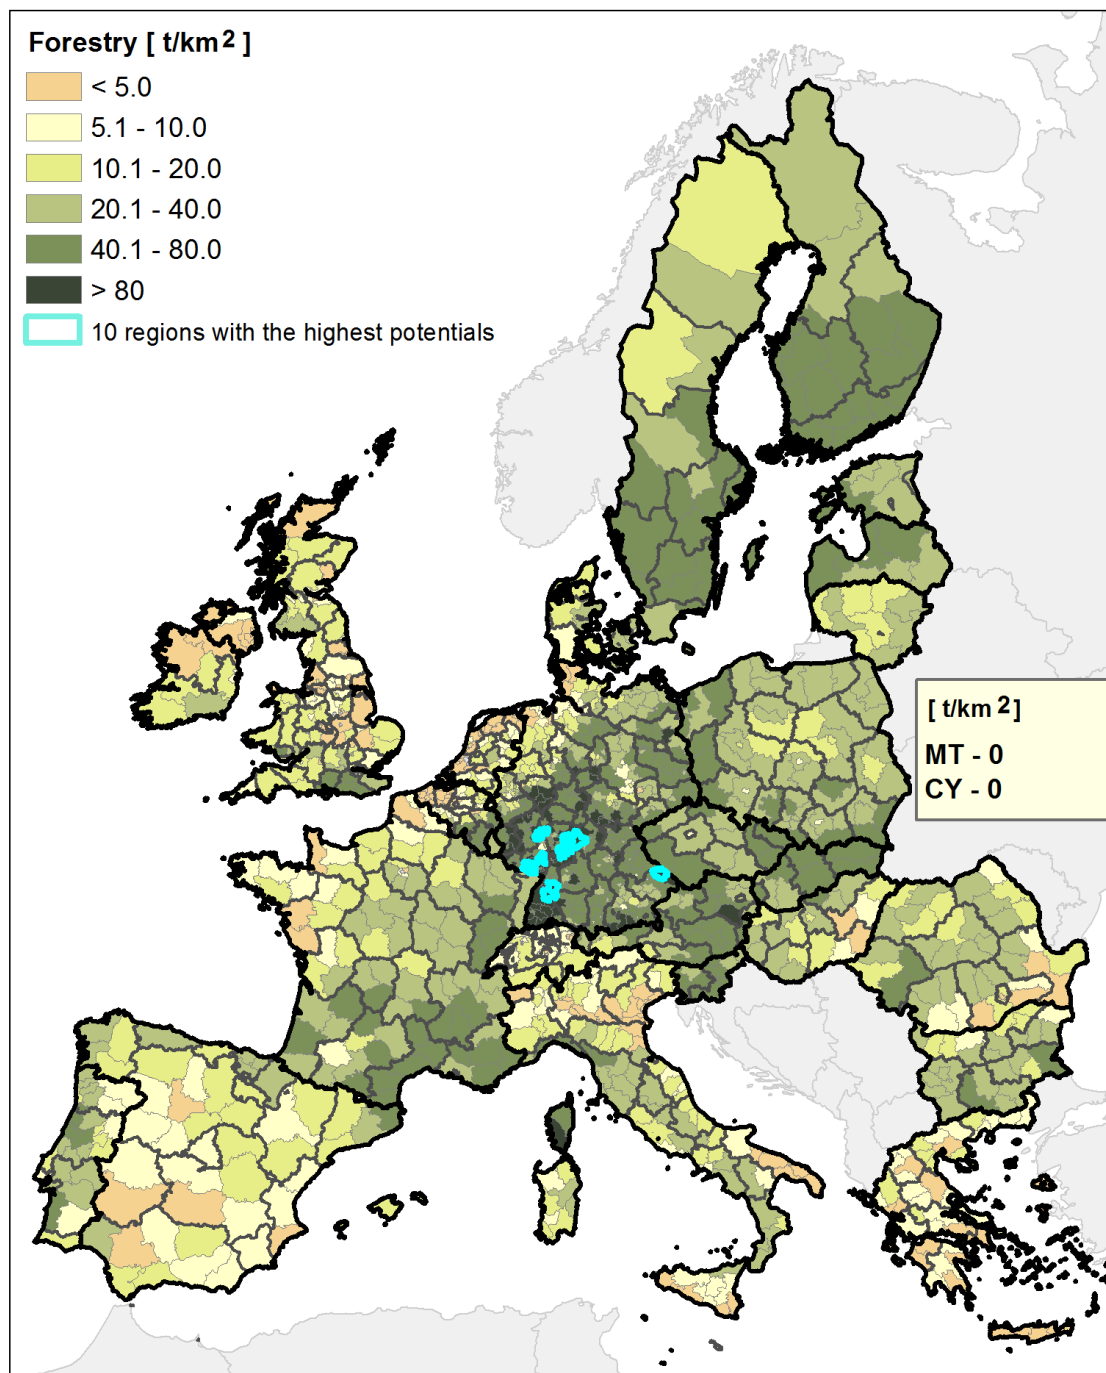 Forestry [ t/km2 ]
< 5.0
5.1 - 10.0
10.1 - 20.0
20.1 - 40.0
40.1 - 80.0
> 80
10 regions with the highest potentials
[ t/km2 ]
MT - 0
CY - 0